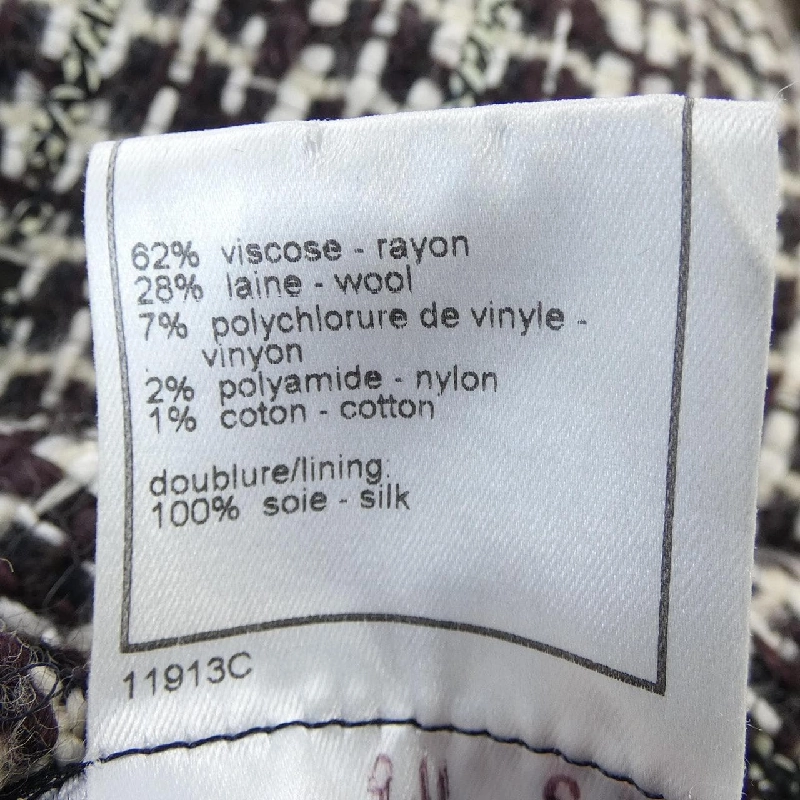 62% viscose - rayon
28% laine - wool
7% polychlorure de vinyle -
vinyon
2% polyamide - nylon
1% coton - cotton
doublure/lining:
100% soie - silk
11913C